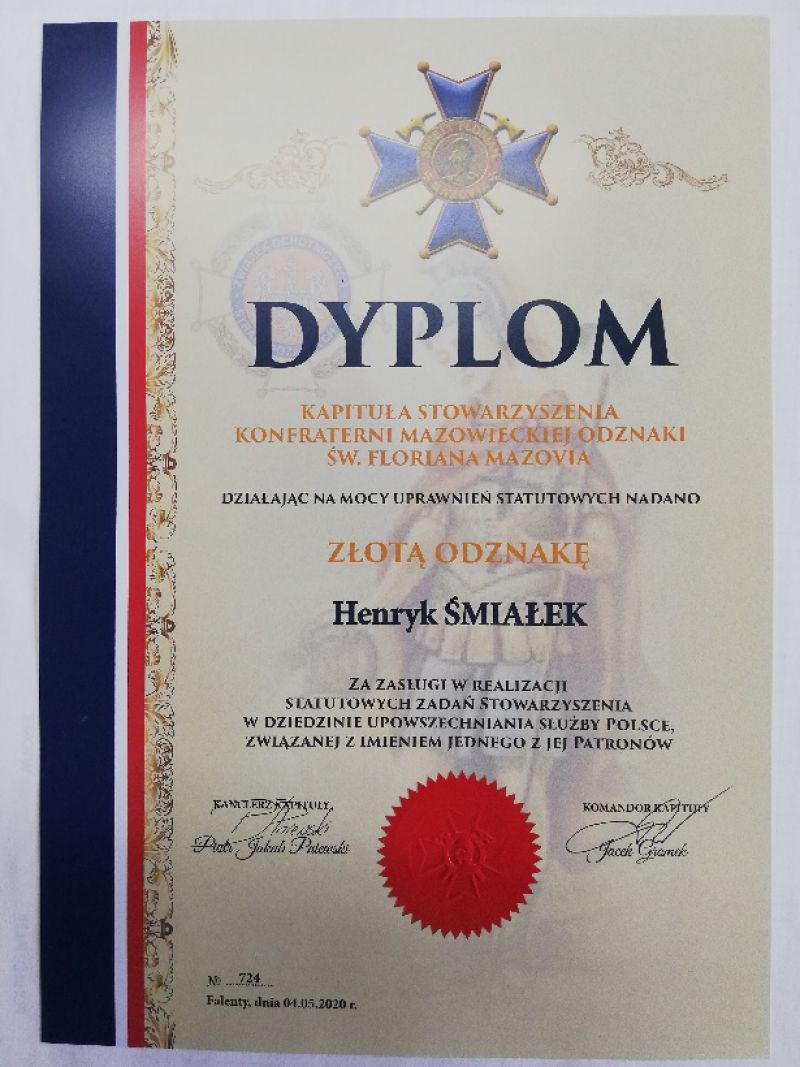 DYPLOM
KAPITUŁA STOWARZYSZENIA
KONFRATERNI MAZOWIECKIEJ ODZNAKI
ŚW. FLORIANA MAZOVIA
DZIAŁAJĄC NA MOCY UPRAWNIEŃ STATUTOWYCH NADANO
ZŁOTĄ ODZNAKĘ
Henryk ŚMIAŁEK
ZA ZASŁUGI W REALIZACJI
STATUTOWYCH ZADAŃ STOWARZYSZENIA
W DZIEDZINIE UPOWSZECHNIANIA SŁUŻBY POLSCE,
ZWIĄZANEJ Z IMIENIEM JEDNEGO Z JEJ PATRONÓW
KANCLERZ KAPITUŁY
Piotr Jakub
KOMANDOR KAPITUŁY
Jacek Gromek
№ 724
Falenty, dnia 04.05.2020 r.